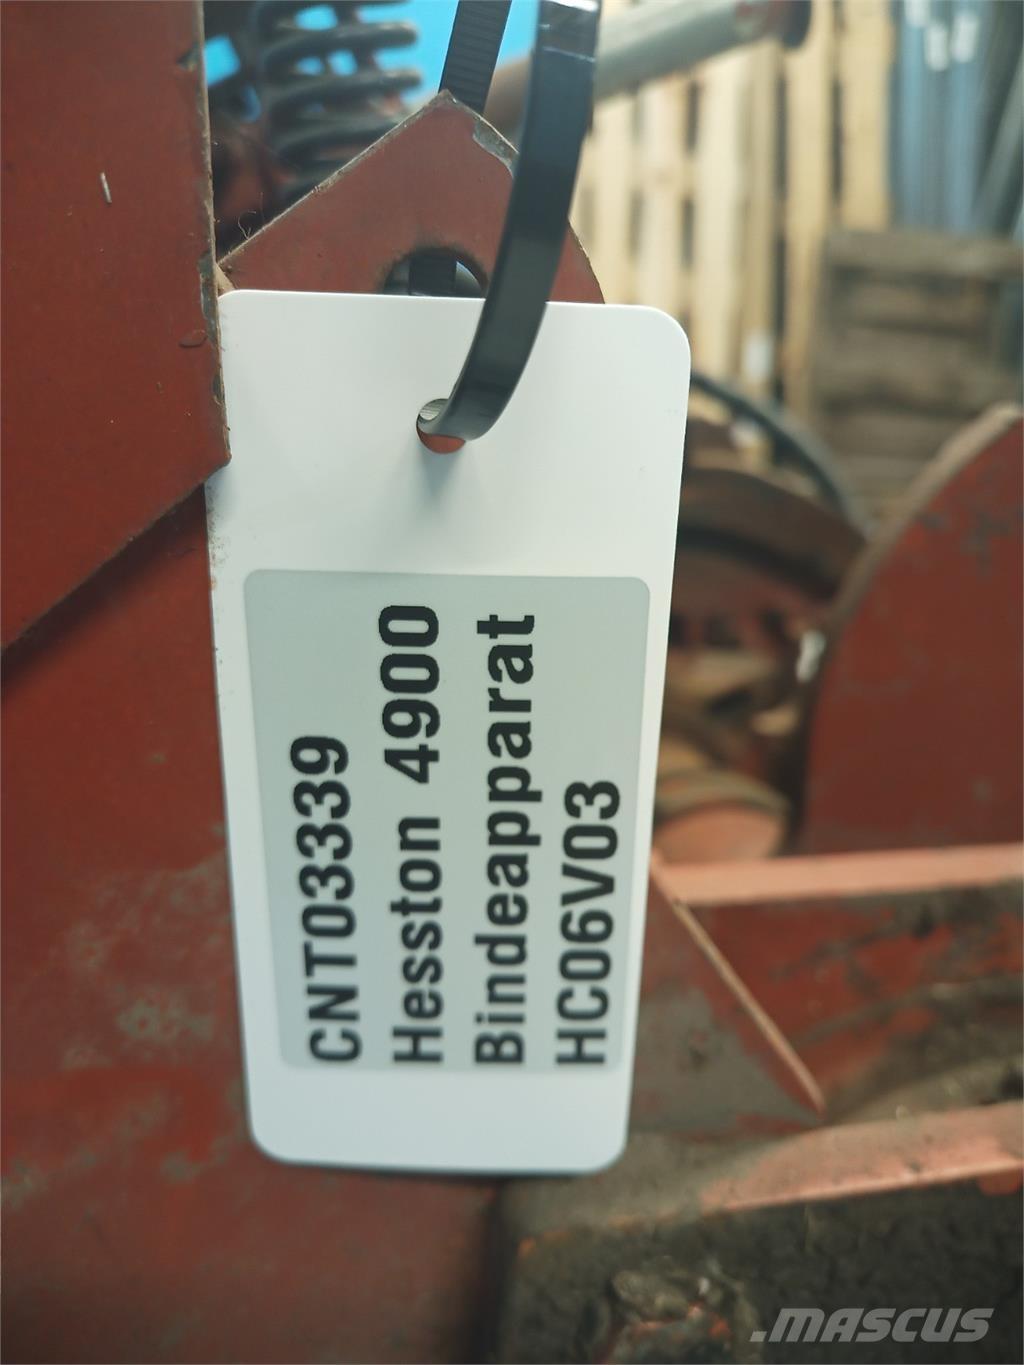 CNT03339
Hesston 4900
Bindeapparat
HC06V03
.MASCUS